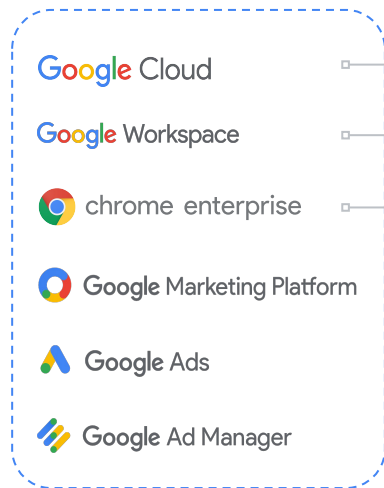 Google Cloud
Google Workspace
chrome enterprise
Google Marketing Platform
Google Ads
Google Ad Manager